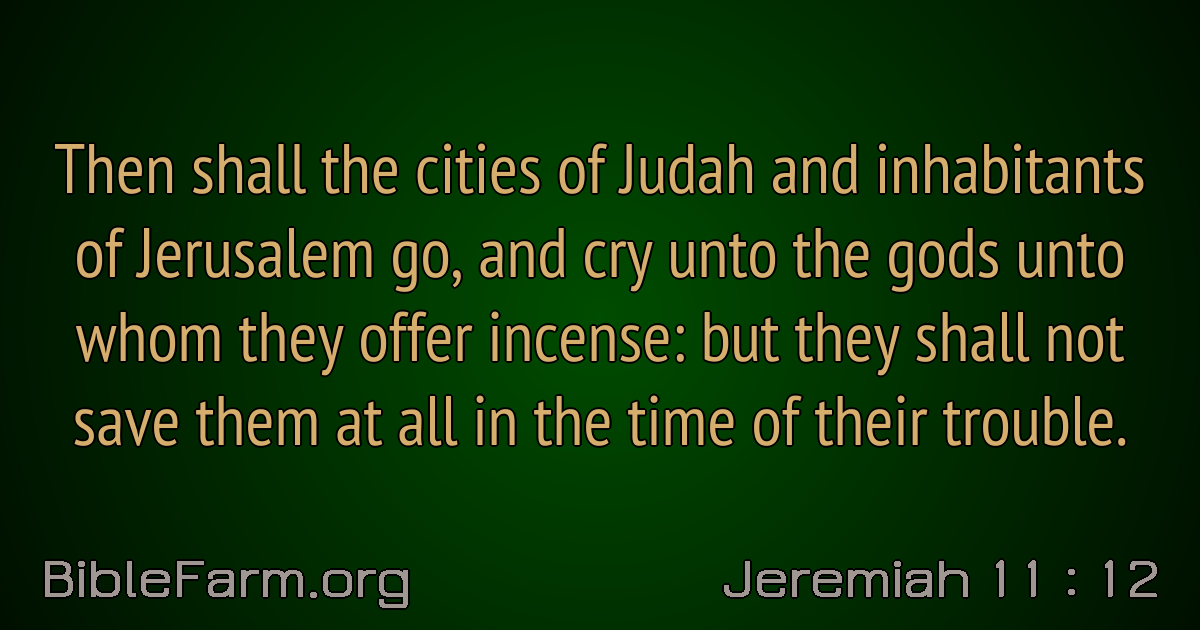 Then shall the cities of Judah and inhabitants
of Jerusalem go, and cry unto the gods unto
whom they offer incense: but they shall not
save them at all in the time of their trouble.
BibleFarm.org
Jeremiah 11 : 12